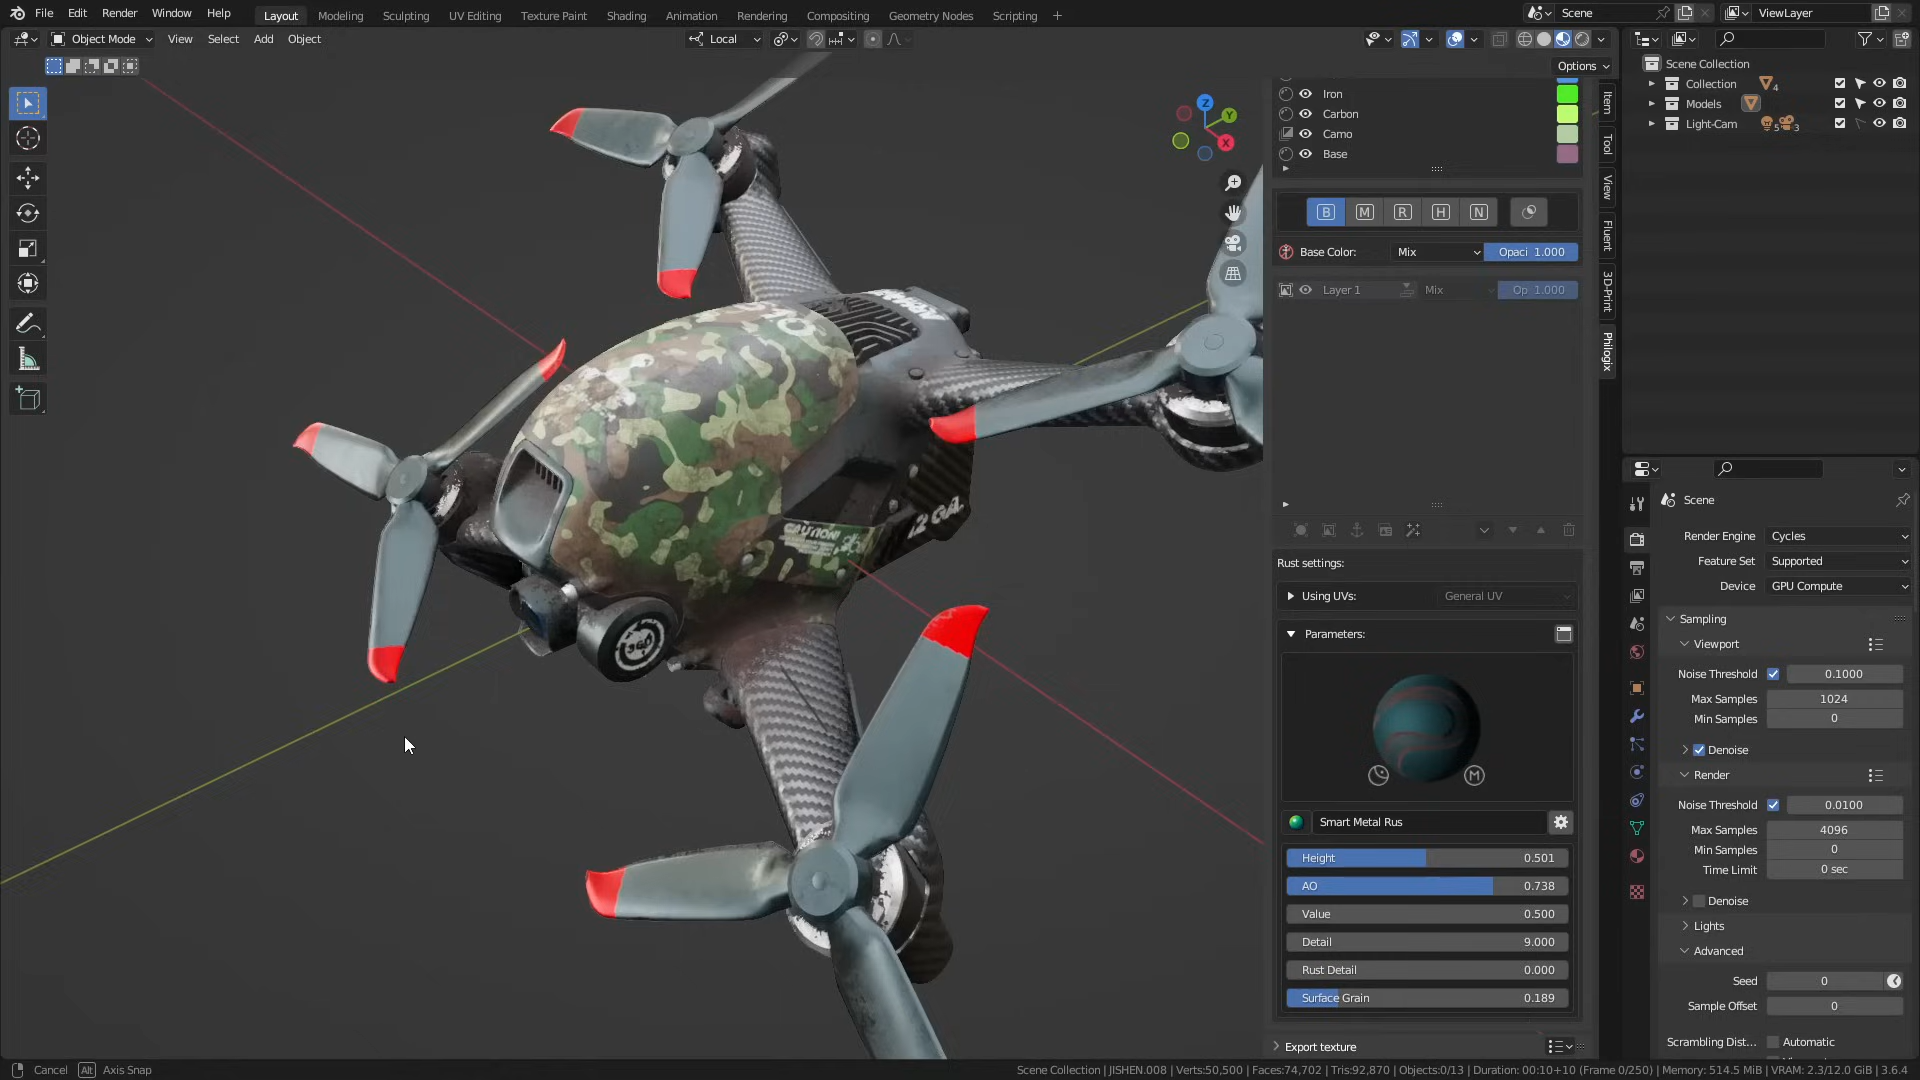 File Edit Render Window Help Layout Modeling Sculpting UV Editing Texture Paint Shading Animation Rendering Compositing Geometry Nodes Scripting + Scene ViewLayer
Object Mode View Select Add Object Local
Options
Scene Collection
Collection 4
Models
Light-Cam 5 3
Z
Y
X
Iron
Carbon
Camo
Base
B M R H N
Base Color: Mix Opaci 1.000
Layer 1 Mix Op 1.000
Item
Tool
View
Fluent
3D-Print
Philogix
CAUTION!
12 GA.
360
Rust settings:
Using UVs: General UV
Parameters:
M
Smart Metal Rus
Height 0.501
AO 0.738
Value 0.500
Detail 9.000
Rust Detail 0.000
Surface Grain 0.189
Export texture
Scene
Render Engine Cycles
Feature Set Supported
Device GPU Compute
Sampling
Viewport
Noise Threshold 0.1000
Max Samples 1024
Min Samples 0
Denoise
Render
Noise Threshold 0.0100
Max Samples 4096
Min Samples 0
Time Limit 0 sec
Denoise
Lights
Advanced
Seed 0
Sample Offset 0
Scrambling Dist... Automatic
Cancel Alt Axis Snap
Scene Collection | JISHEN.008 | Verts:50,500 | Faces:74,702 | Tris:92,870 | Objects:0/13 | Duration: 00:10+10 (Frame 0/250) | Memory: 514.5 MiB | VRAM: 2.3/12.0 GiB | 3.6.4